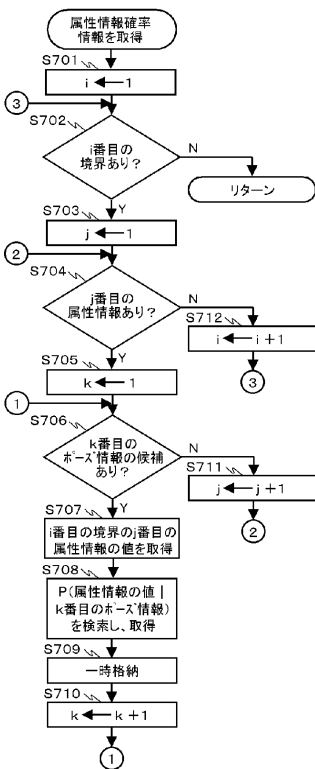 属性情報確率
情報を取得
S701
i ← 1
③
S702
i番目の
境界あり?
N
リターン
Y
S703
j ← 1
②
S704
j番目の
属性情報あり?
N
S712
i ← i+1
③
Y
S705
k ← 1
①
S706
k番目の
ポーズ情報の候補
あり?
N
S711
j ← j+1
②
Y
S707
i番目の境界のj番目の
属性情報の値を取得
S708
P(属性情報の値|
k番目のポーズ情報)
を検索し、取得
S709
一時格納
S710
k ← k+1
①